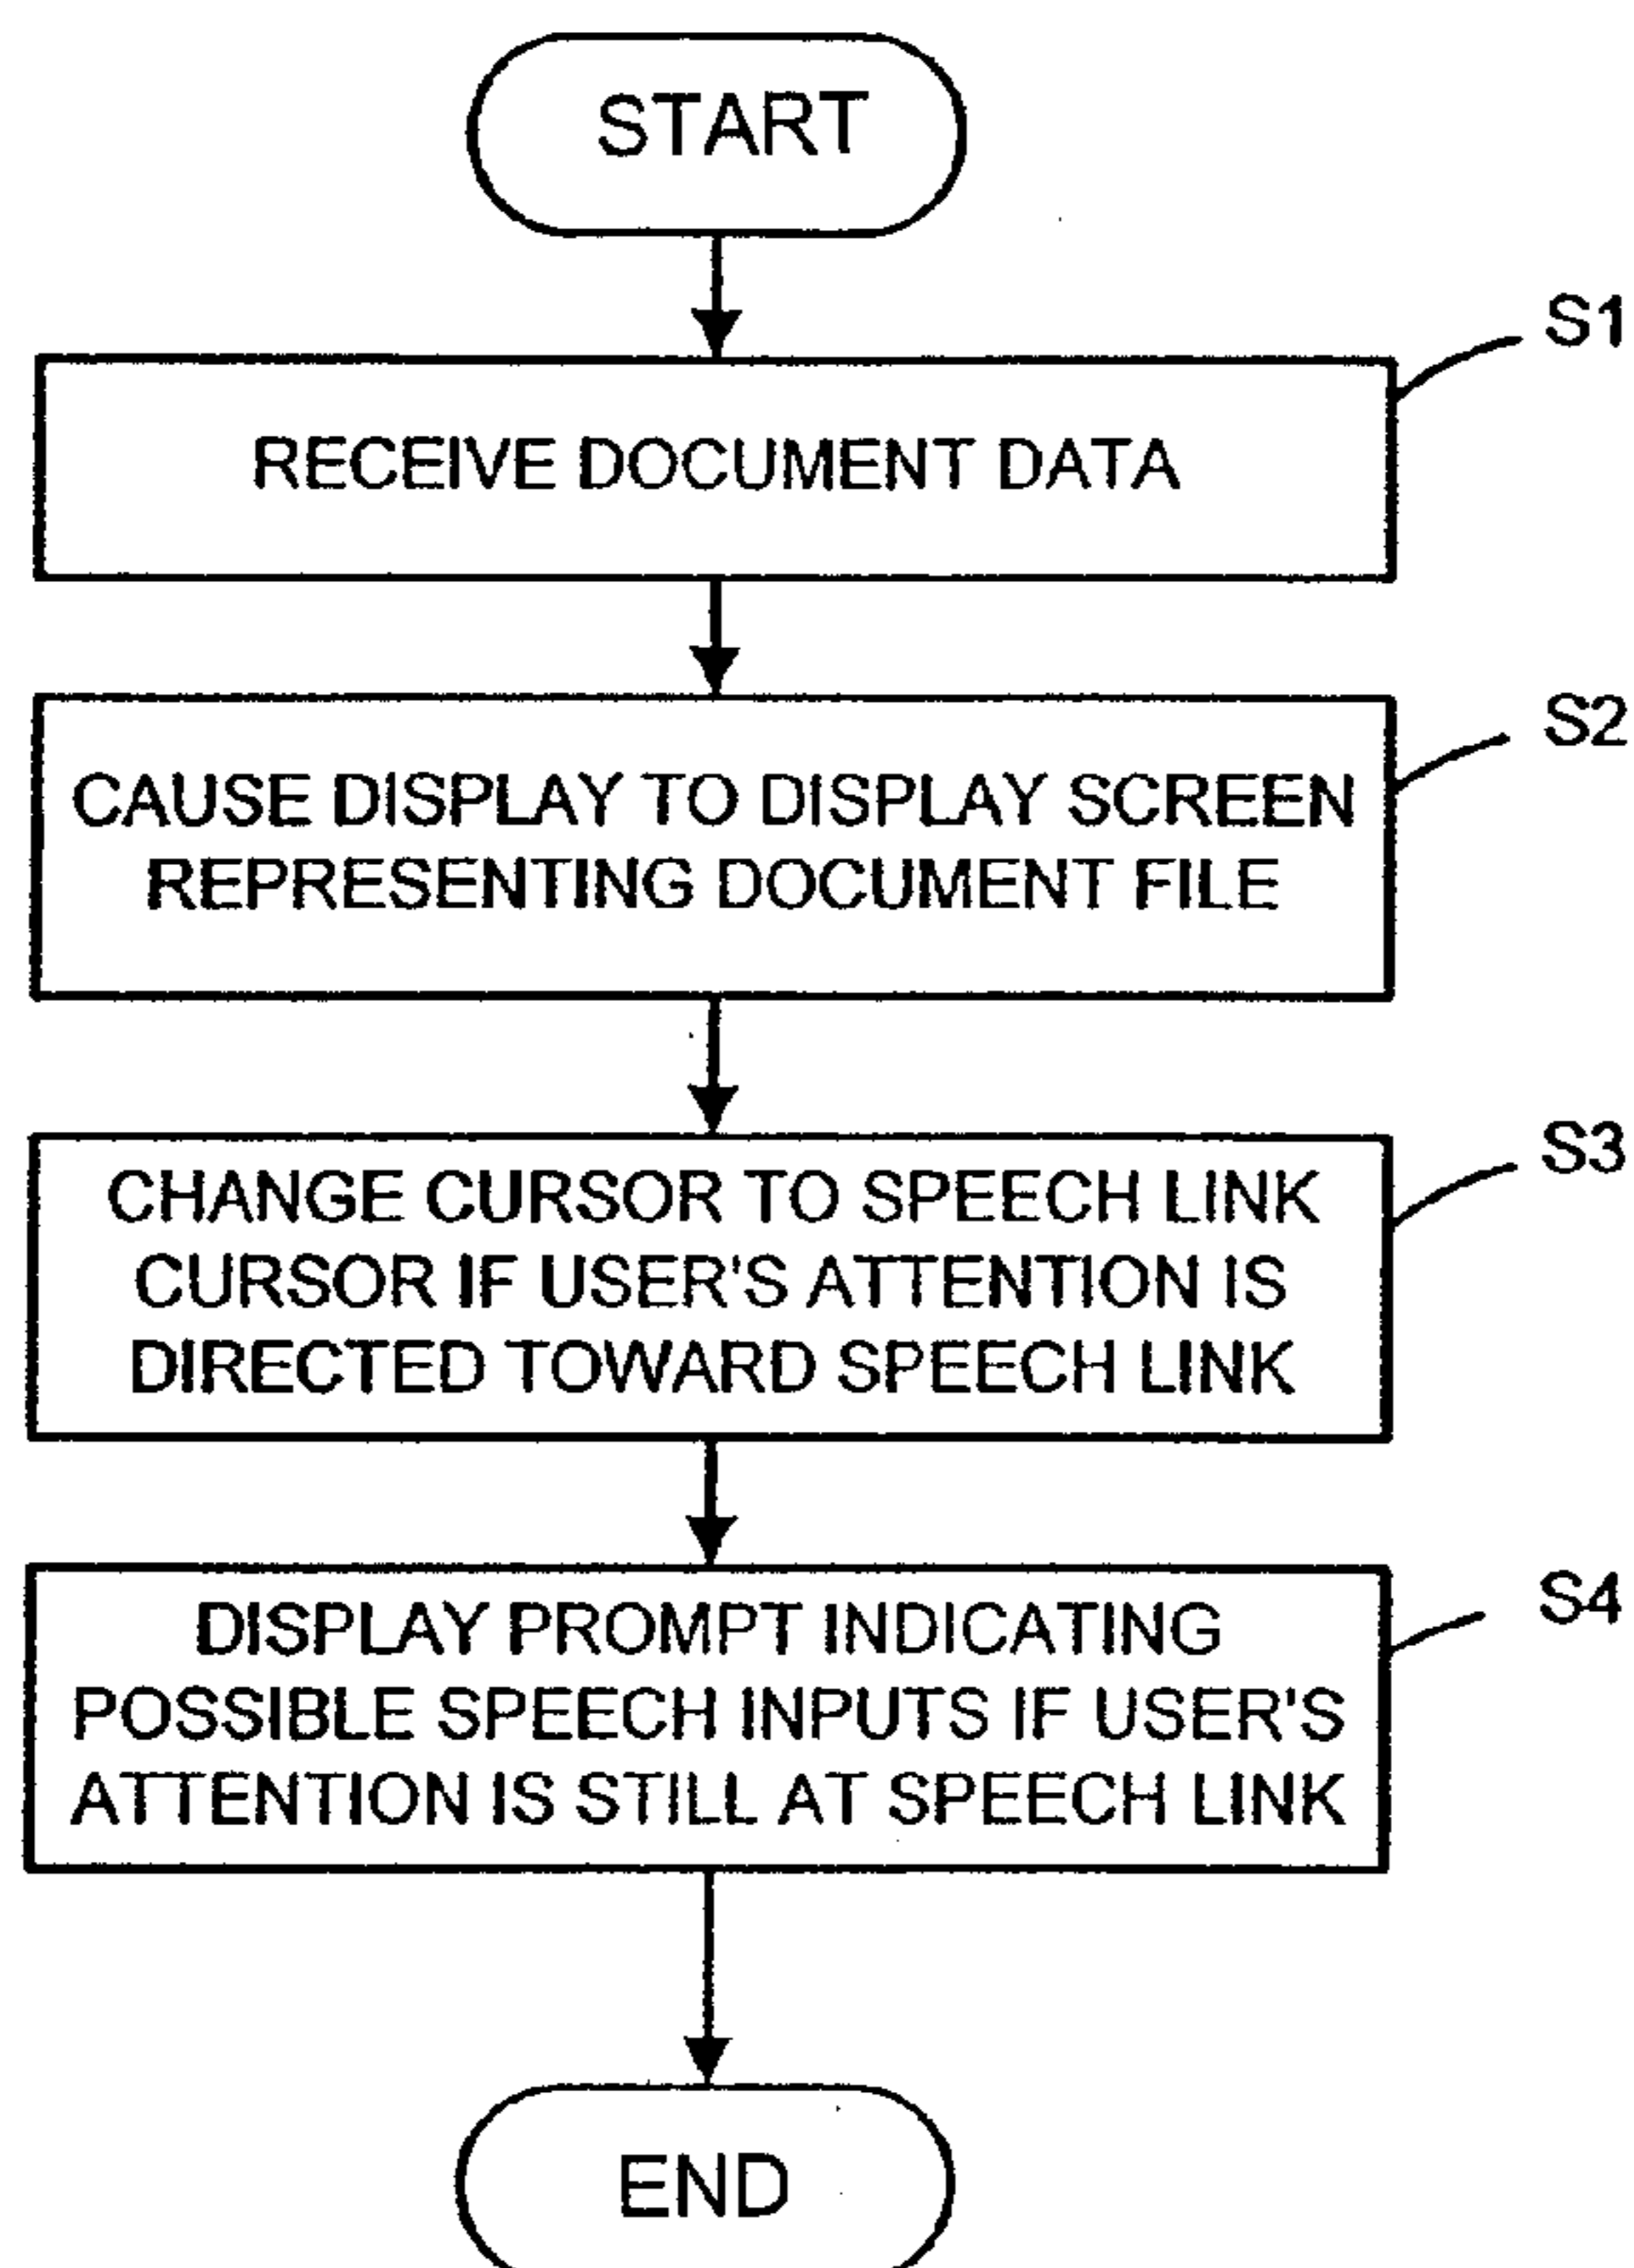 START
S1
RECEIVE DOCUMENT DATA
S2
CAUSE DISPLAY TO DISPLAY SCREEN
REPRESENTING DOCUMENT FILE
S3
CHANGE CURSOR TO SPEECH LINK
CURSOR IF USER'S ATTENTION IS
DIRECTED TOWARD SPEECH LINK
S4
DISPLAY PROMPT INDICATING
POSSIBLE SPEECH INPUTS IF USER'S
ATTENTION IS STILL AT SPEECH LINK
END